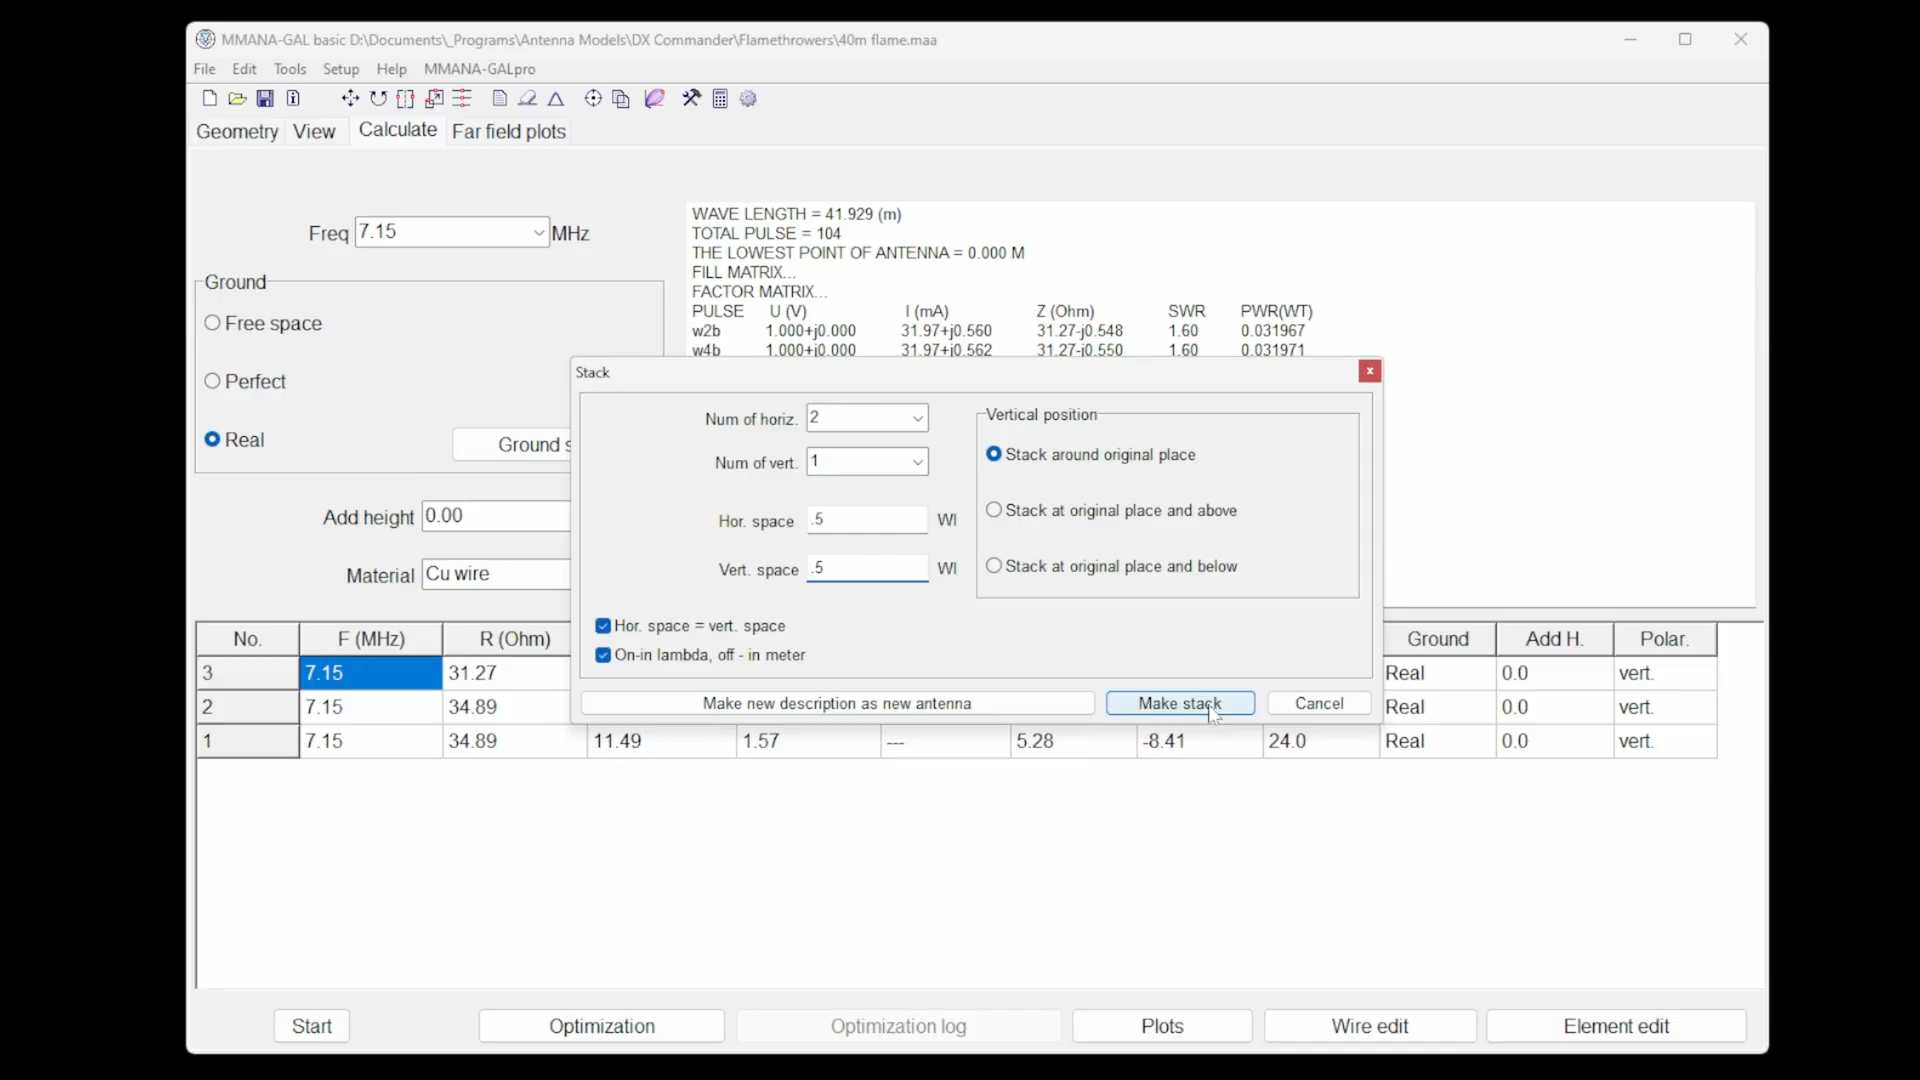 MMANA-GAL basic D:\Documents\_Programs\Antenna Models\DX Commander\Flamethrowers\40m flame.maa
File Edit Tools Setup Help MMANA-GALpro
Geometry View Calculate Far field plots
Freq 7.15 MHz
Ground
Free space
Perfect
Real
Ground s
Add height 0.00
Material Cu wire
WAVE LENGTH = 41.929 (m)
TOTAL PULSE = 104
THE LOWEST POINT OF ANTENNA = 0.000 M
FILL MATRIX...
FACTOR MATRIX...
PULSE U (V) I (mA) Z (Ohm) SWR PWR(WT)
w2b 1.000+j0.000 31.97+j0.560 31.27-j0.548 1.60 0.031967
w4b 1.000+j0.000 31.97+j0.562 31.27-j0.550 1.60 0.031971
Stack
Num of horiz. 2
Num of vert. 1
Hor. space .5 Wl
Vert. space .5 Wl
Hor. space = vert. space
On-in lambda, off - in meter
Vertical position
Stack around original place
Stack at original place and above
Stack at original place and below
Make new description as new antenna Make stack Cancel
No. F (MHz) R (Ohm) Ground Add H. Polar.
3 7.15 31.27 Real 0.0 vert.
2 7.15 34.89 Real 0.0 vert.
1 7.15 34.89 11.49 1.57 --- 5.28 -8.41 24.0 Real 0.0 vert.
Start Optimization Optimization log Plots Wire edit Element edit